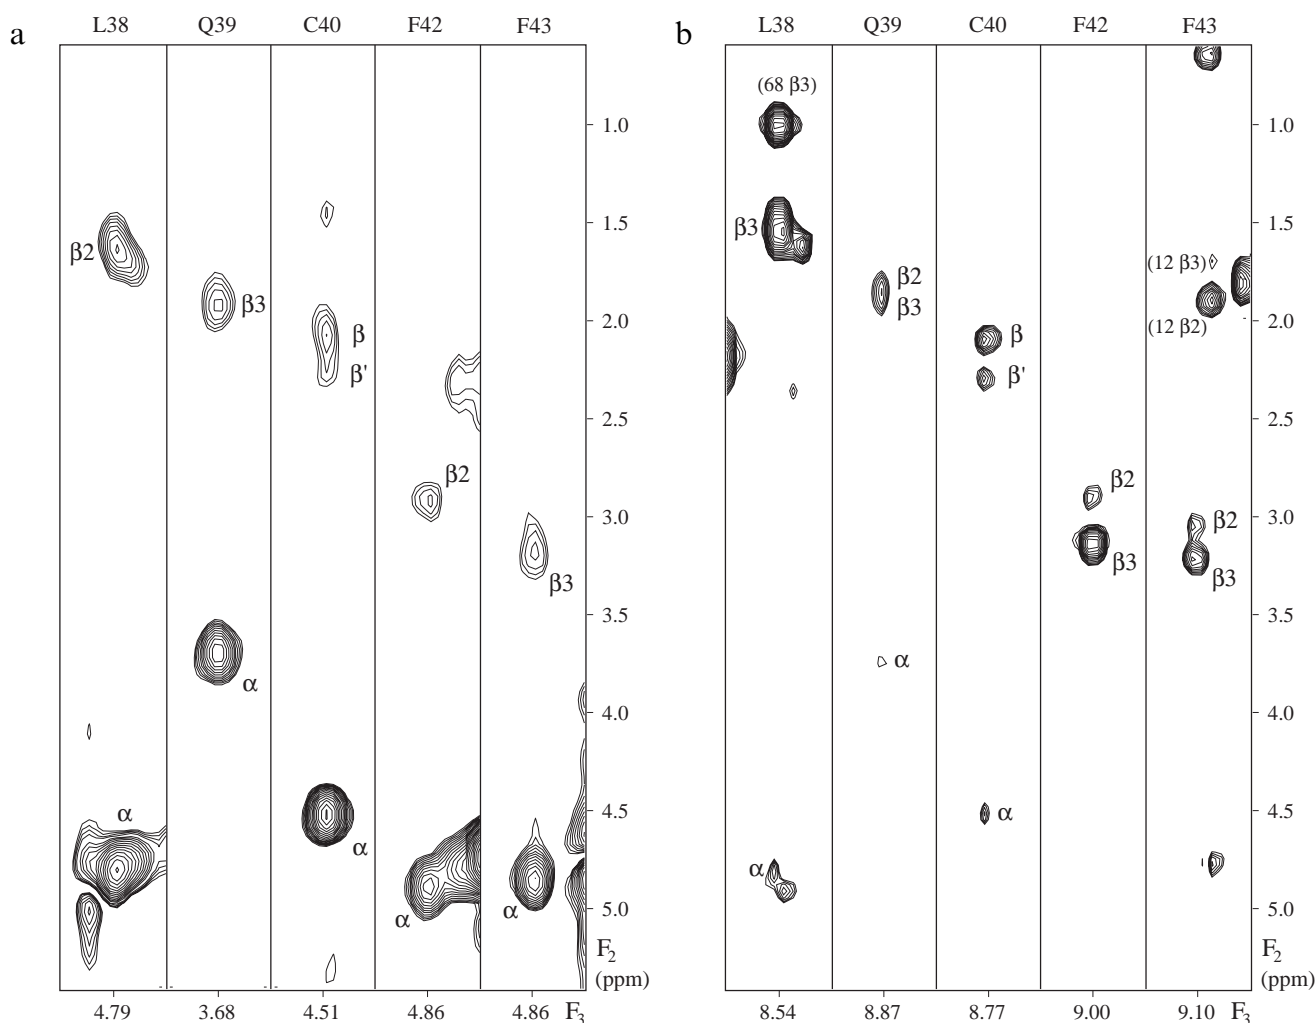 a
L38 Q39 C40 F42 F43
β2
β3
β
β'
β2
β3
α
α
α
α
α
1.0
1.5
2.0
2.5
3.0
3.5
4.0
4.5
5.0
F2
(ppm)
4.79 3.68 4.51 4.86 4.86 F3
b
L38 Q39 C40 F42 F43
(68 β3)
β3
β2
β3
(12 β3)
(12 β2)
β
β'
β2
β3
β2
β3
α
α
α
1.0
1.5
2.0
2.5
3.0
3.5
4.0
4.5
5.0
F2
(ppm)
8.54 8.87 8.77 9.00 9.10 F3